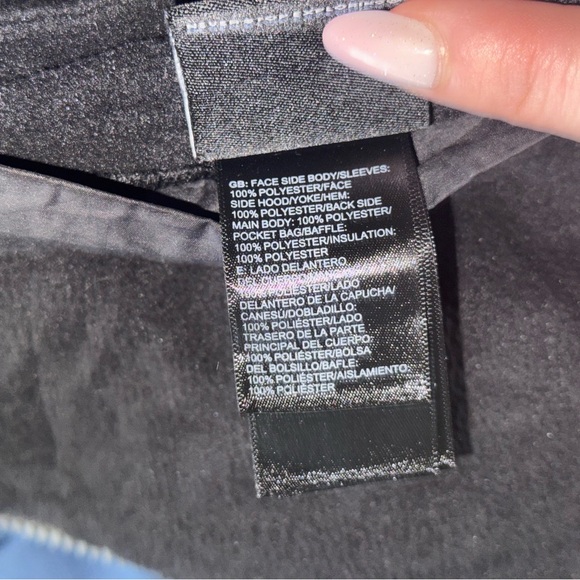 GB: FACE SIDE BODY/SLEEVES:
100% POLYESTER/FACE
SIDE HOOD/YOKE/HEM:
100% POLYESTER/BACK SIDE
MAIN BODY: 100% POLYESTER/
POCKET BAG/BAFFLE:
100% POLYESTER/INSULATION:
100% POLYESTER
E: LADO DELANTERO
DEL
100% POLIÉSTER/LADO
DELANTERO DE LA CAPUCHA/
CANESÚ/DOBLADILLO:
100% POLIÉSTER/LADO
TRASERO DE LA PARTE
PRINCIPAL DEL CUERPO:
100% POLIÉSTER/BOLSA
DEL BOLSILLO/BAFLE:
100% POLIÉSTER/AISLAMIENTO:
100% POLIÉSTER